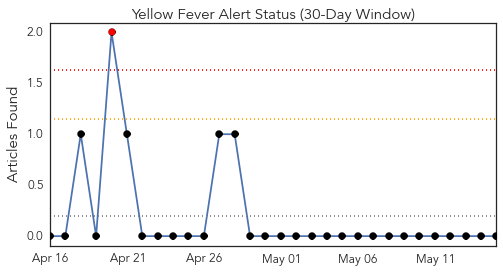 Yellow Fever Alert Status (30-Day Window)
Articles Found
2.0
1.5
1.0
0.5
0.0
Apr 16 Apr 21 Apr 26 May 01 May 06 May 11